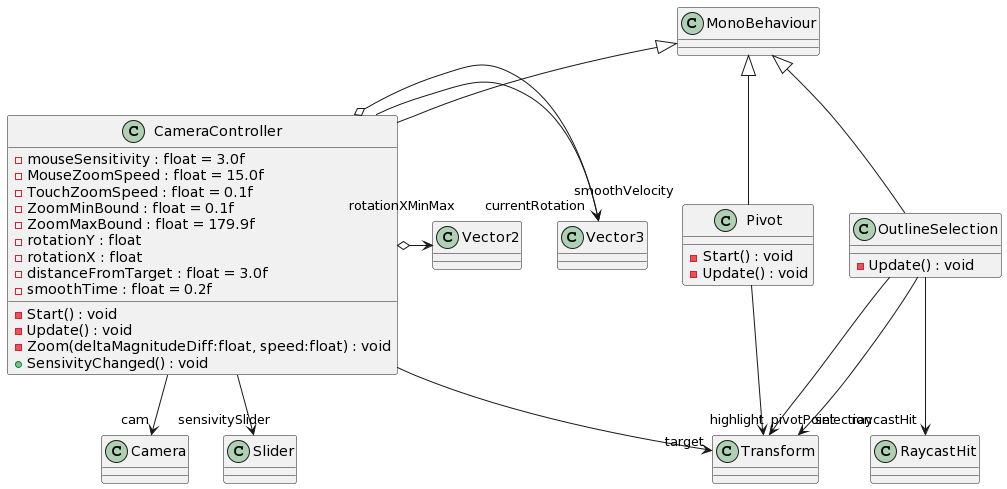 C MonoBehaviour
C CameraController
mouseSensitivity : float = 3.0f
MouseZoomSpeed : float = 15.0f
TouchZoomSpeed : float = 0.1f
ZoomMinBound : float = 0.1f
ZoomMaxBound : float = 179.9f
rotationY : float
rotationX : float
distanceFromTarget : float = 3.0f
smoothTime : float = 0.2f
Start() : void
Update() : void
Zoom(deltaMagnitudeDiff:float, speed:float) : void
SensivityChanged() : void
rotationXMinMax
currentRotation
smoothVelocity
C Vector2
C Vector3
C Pivot
Start() : void
Update() : void
C OutlineSelection
Update() : void
cam
sensivitySlider
target
highlight
pivotPoint
selection
raycastHit
C Camera
C Slider
C Transform
C RaycastHit